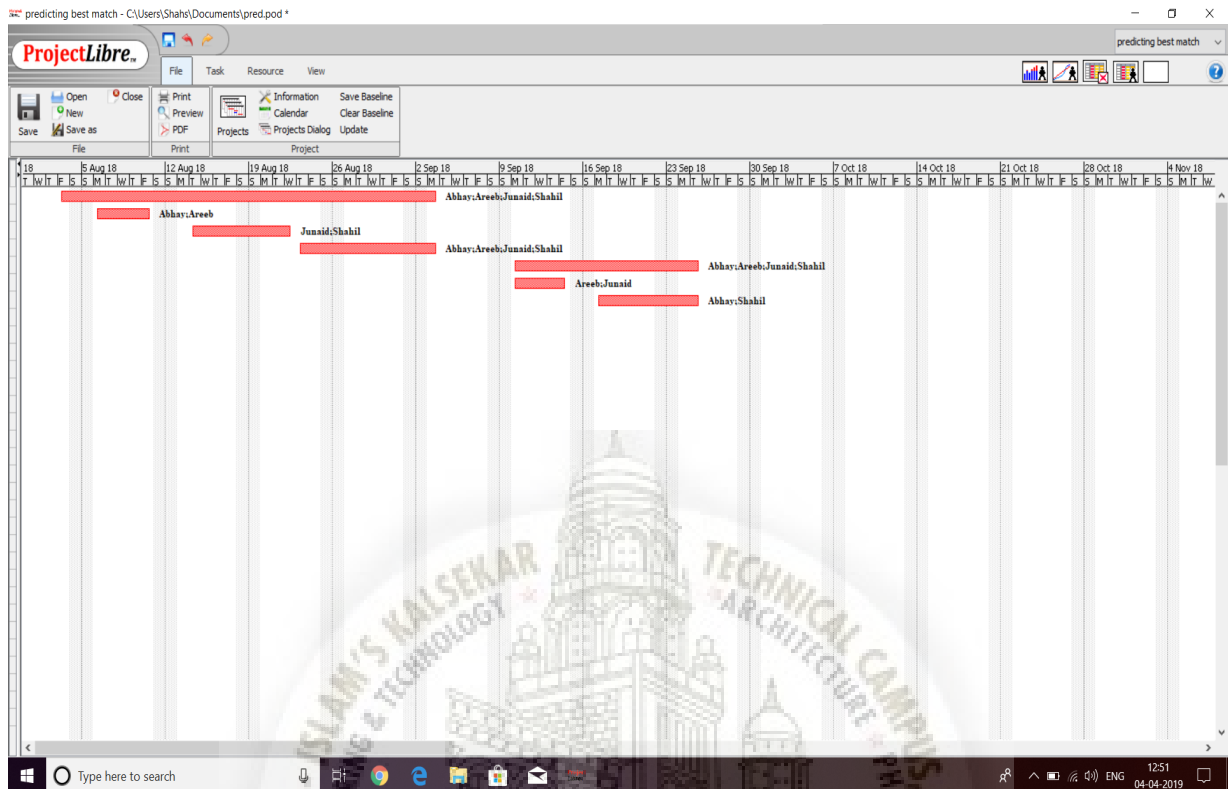 predicting best match - C:\Users\Shahs\Documents\pred.pod *
ProjectLibre™
predicting best match
File Task Resource View
Save
Open
New
Save as
Close
File
Print
Preview
PDF
Print
Projects
Information
Calendar
Projects Dialog
Save Baseline
Clear Baseline
Update
Project
18 5 Aug 18 12 Aug 18 19 Aug 18 26 Aug 18 2 Sep 18 9 Sep 18 16 Sep 18 23 Sep 18 30 Sep 18 7 Oct 18 14 Oct 18 21 Oct 18 28 Oct 18 4 Nov 18
T W T F S S M T W T F S S M T W T F S S M T W T F S S M T W T F S S M T W T F S S M T W T F S S M T W T F S S M T W T F S S M T W T F S S M T W T F S S M T W T F S S M T W T F S S M T W T F S S M T W
Abhay;Areeb;Junaid;Shahil
Abhay;Areeb
Junaid;Shahil
Abhay;Areeb;Junaid;Shahil
Abhay;Areeb;Junaid;Shahil
Areeb;Junaid
Abhay;Shahil
ISLAM'S KALSEKAR TECHNICAL CAMPUS
& TECHNOLOGY ARCHITECTURE
Type here to search
ENG
12:51
04-04-2019